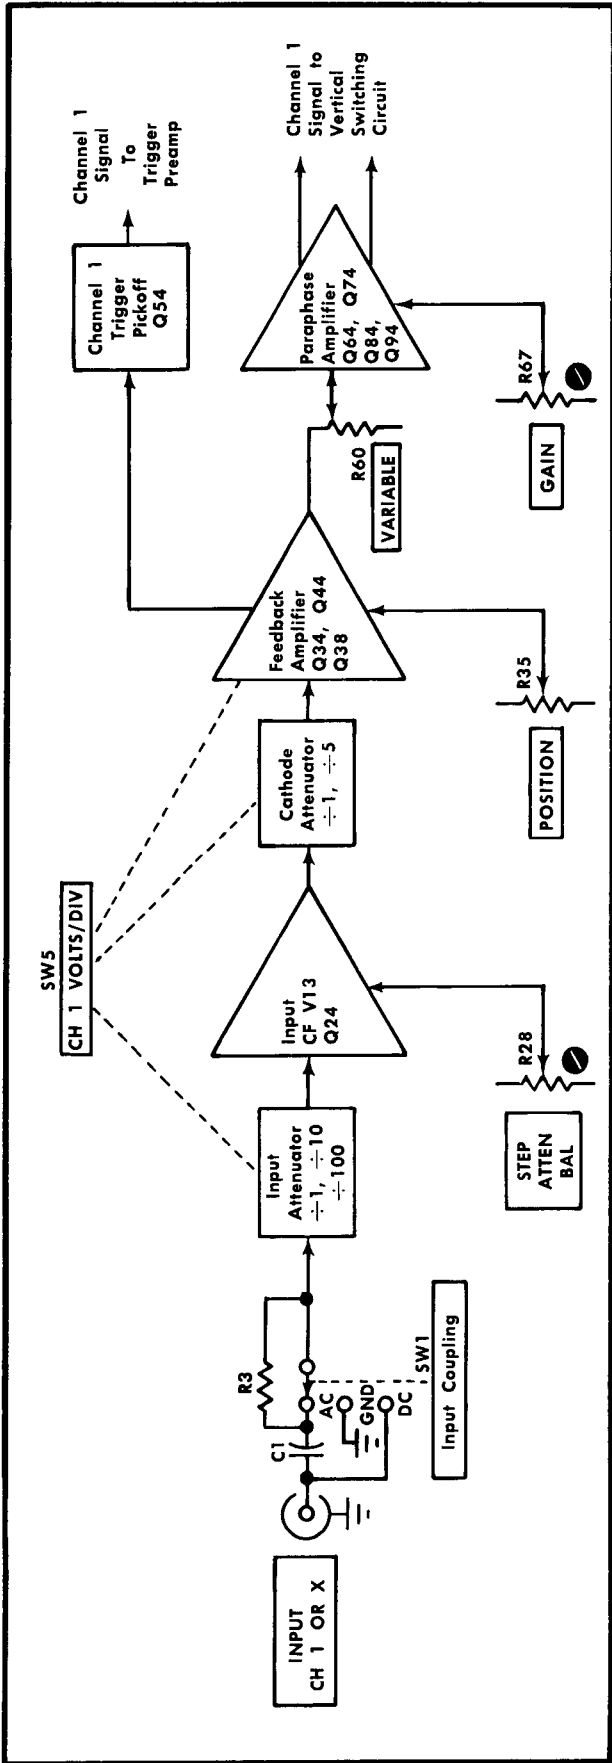 INPUT
CH 1 OR X
C1
R3
AC
GND
DC
SW1
Input Coupling
SW5
CH 1 VOLTS/DIV
Input
Attenuator
÷1, ÷10
÷100
Input
CF V13
Q24
R28
STEP
ATTEN
BAL
Cathode
Attenuator
÷1, ÷5
Feedback
Amplifier
Q34, Q44
Q38
R35
POSITION
Channel 1
Trigger
Pickoff
Q54
Channel 1
Signal
To
Trigger
Preamp
R60
VARIABLE
Paraphase
Amplifier
Q64, Q74
Q84,
Q94
R67
GAIN
Channel 1
Signal to
Vertical
Switching
Circuit